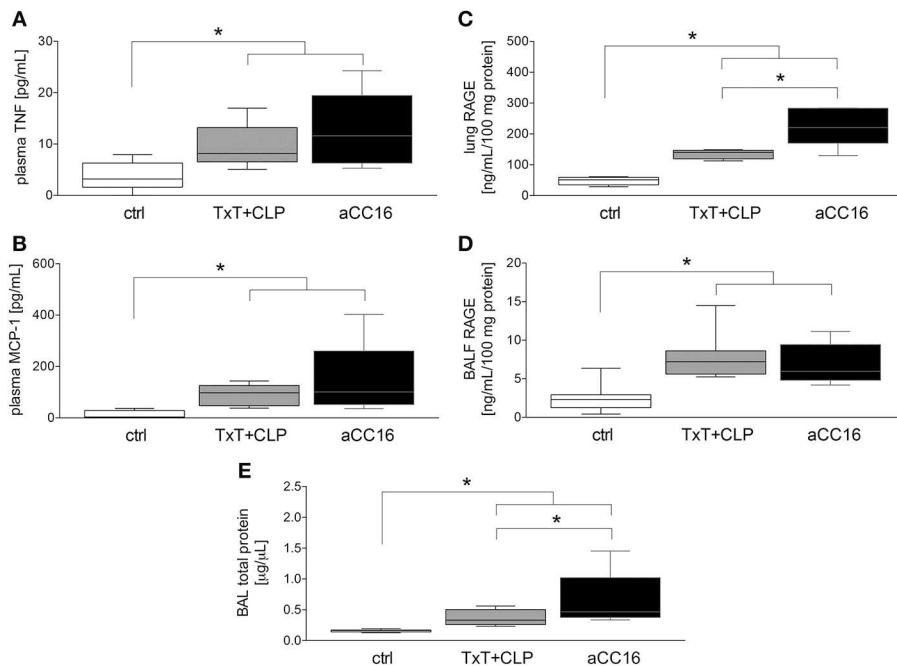 A
plasma TNF [pg/mL]
30
20
10
0
*
ctrl
TxT+CLP
aCC16
C
lung RAGE
[ng/mL/100 mg protein]
500
400
300
200
100
0
*
*
ctrl
TxT+CLP
aCC16
B
plasma MCP-1 [pg/mL]
600
400
200
0
*
ctrl
TxT+CLP
aCC16
D
BALF RAGE
[ng/mL/100 mg protein]
20
15
10
5
0
*
ctrl
TxT+CLP
aCC16
E
BAL total protein
[µg/µL]
2.5
2.0
1.5
1.0
0.5
0.0
*
*
ctrl
TxT+CLP
aCC16